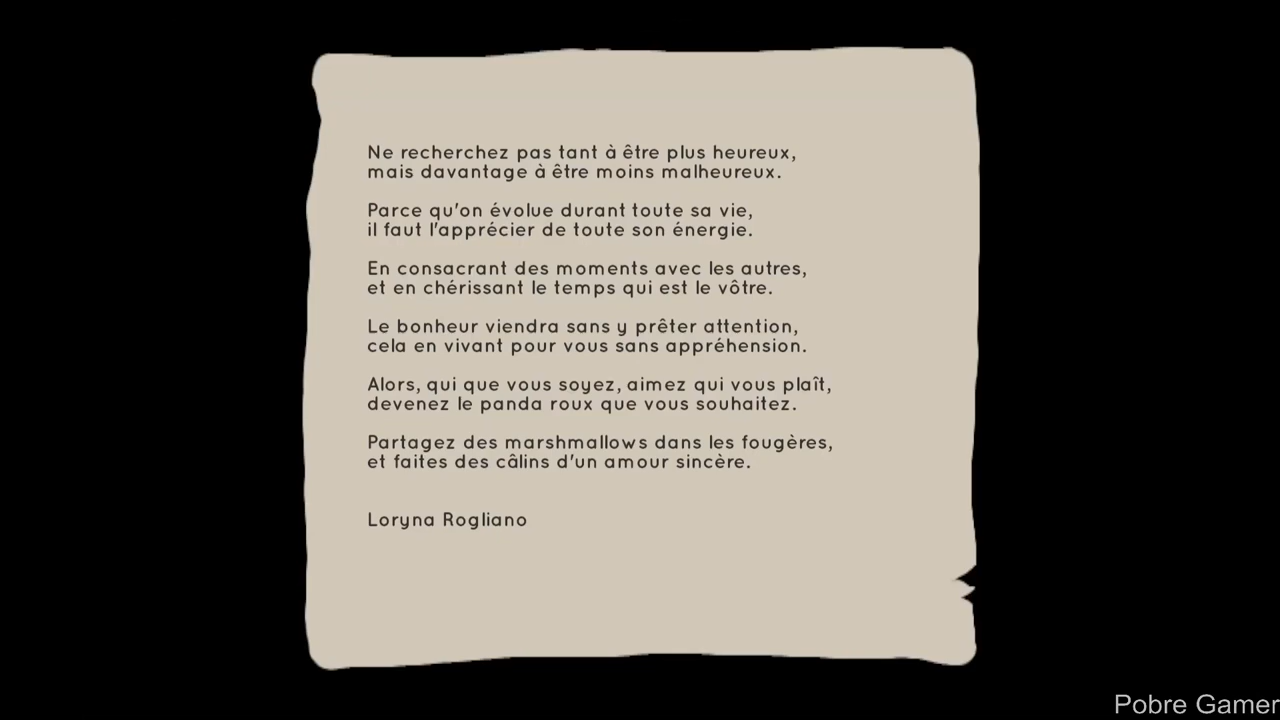 Ne recherchez pas tant à être plus heureux,
mais davantage à être moins malheureux.
Parce qu'on évolue durant toute sa vie,
il faut l'apprécier de toute son énergie.
En consacrant des moments avec les autres,
et en chérissant le temps qui est le vôtre.
Le bonheur viendra sans y prêter attention,
cela en vivant pour vous sans appréhension.
Alors, qui que vous soyez, aimez qui vous plaît,
devenez le panda roux que vous souhaitez.
Partagez des marshmallows dans les fougères,
et faites des câlins d'un amour sincère.
Loryna Rogliano
Pobre Gamer